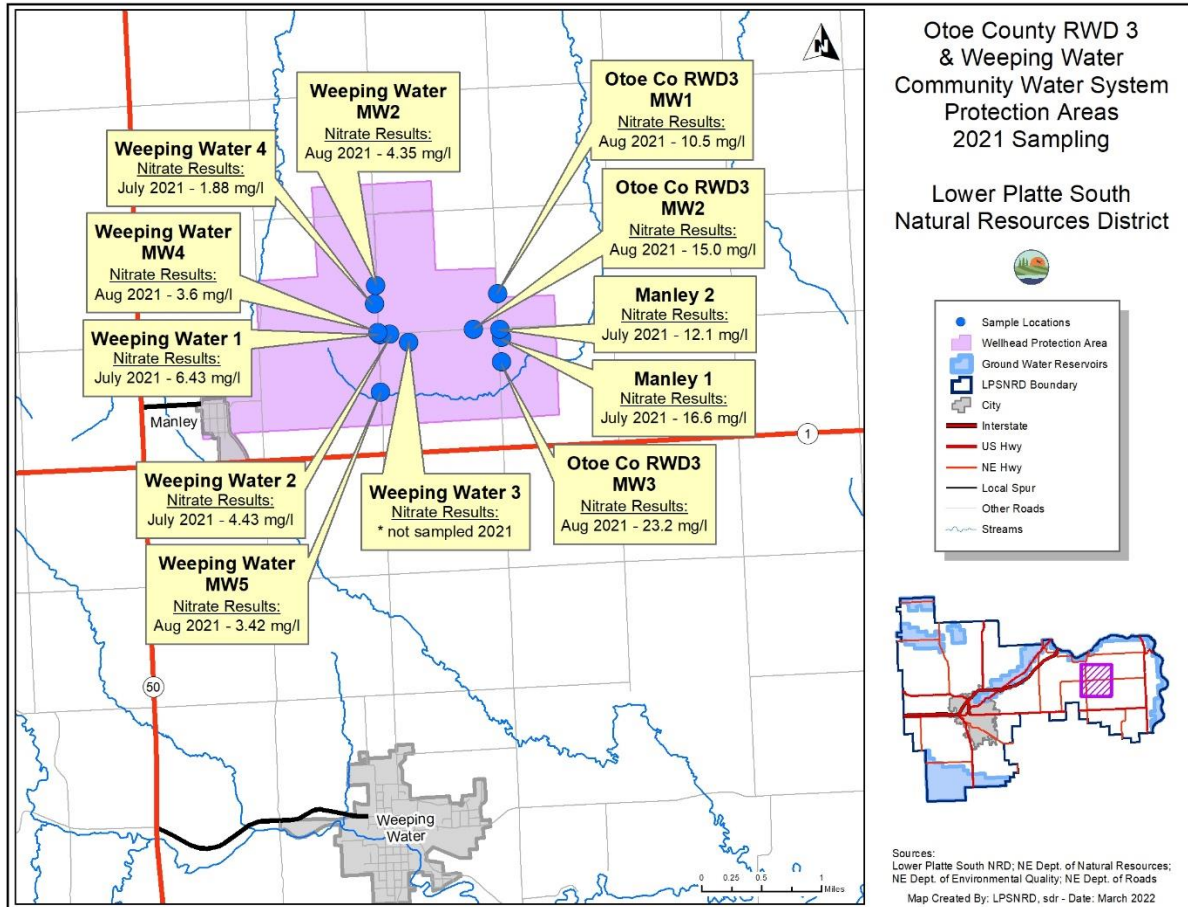 Otoe County RWD 3
& Weeping Water
Community Water System
Protection Areas
2021 Sampling
Lower Platte South
Natural Resources District
N
Weeping Water
MW2
Nitrate Results:
Aug 2021 - 4.35 mg/l
Otoe Co RWD3
MW1
Nitrate Results:
Aug 2021 - 10.5 mg/l
Weeping Water 4
Nitrate Results:
July 2021 - 1.88 mg/l
Otoe Co RWD3
MW2
Nitrate Results:
Aug 2021 - 15.0 mg/l
Weeping Water
MW4
Nitrate Results:
Aug 2021 - 3.6 mg/l
Manley 2
Nitrate Results:
July 2021 - 12.1 mg/l
Weeping Water 1
Nitrate Results:
July 2021 - 6.43 mg/l
Manley 1
Nitrate Results:
July 2021 - 16.6 mg/l
Manley
1
Weeping Water 2
Nitrate Results:
July 2021 - 4.43 mg/l
Weeping Water 3
Nitrate Results:
* not sampled 2021
Otoe Co RWD3
MW3
Nitrate Results:
Aug 2021 - 23.2 mg/l
Weeping Water
MW5
Nitrate Results:
Aug 2021 - 3.42 mg/l
50
Weeping
Water
0 0.25 0.5 1
Miles
Sample Locations
Wellhead Protection Area
Ground Water Reservoirs
LPSNRD Boundary
City
Interstate
US Hwy
NE Hwy
Local Spur
Other Roads
Streams
Sources:
Lower Platte South NRD; NE Dept. of Natural Resources;
NE Dept. of Environmental Quality; NE Dept. of Roads
Map Created By: LPSNRD, sdr - Date: March 2022